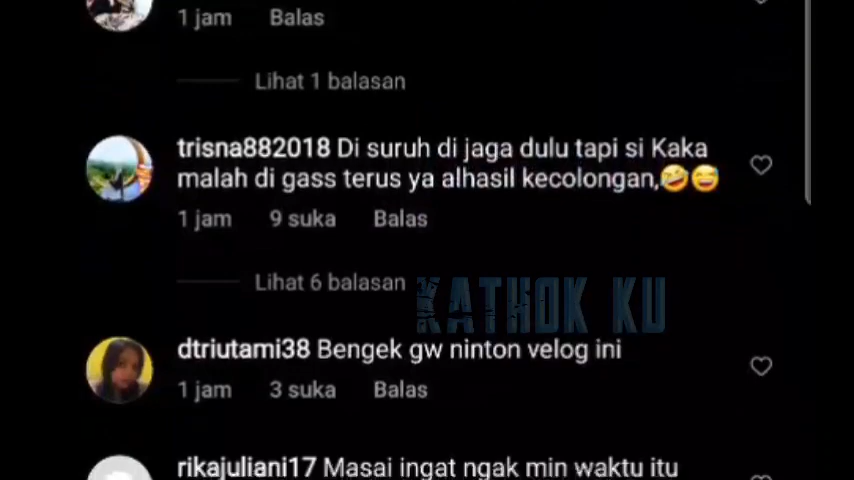 1 jam Balas
Lihat 1 balasan
trisna882018 Di suruh di jaga dulu tapi si Kaka
malah di gass terus ya alhasil kecolongan,🤣😅
1 jam 9 suka Balas
Lihat 6 balasan
KATHOK KU
dtriutami38 Bengek gw ninton velog ini
1 jam 3 suka Balas
rikajuliani17 Masai ingat ngak min waktu itu